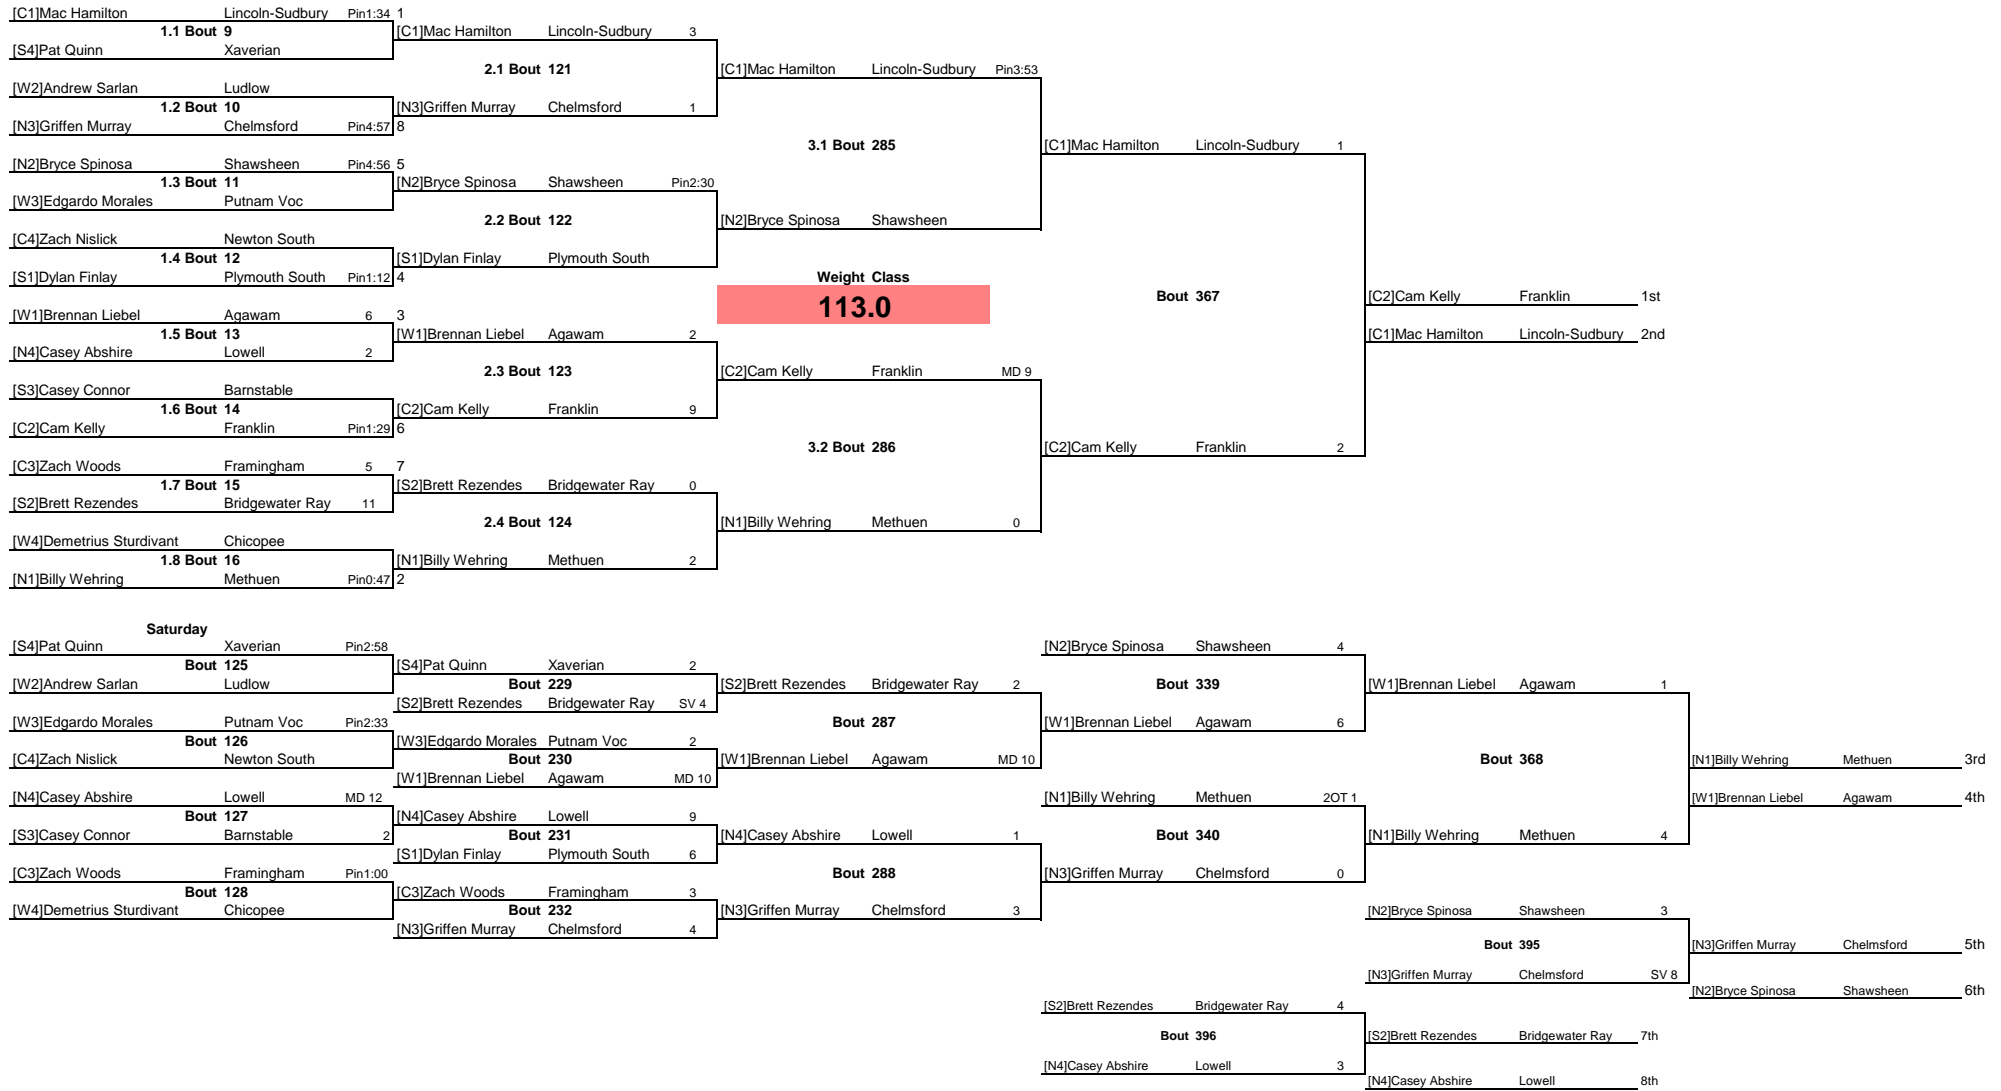 [C1]Mac Hamilton Lincoln-Sudbury Pin1:34 1
1.1 Bout 9 [C1]Mac Hamilton Lincoln-Sudbury 3
[S4]Pat Quinn Xaverian
2.1 Bout 121 [C1]Mac Hamilton Lincoln-Sudbury Pin3:53
[W2]Andrew Sarlan Ludlow
1.2 Bout 10 [N3]Griffen Murray Chelmsford 1
[N3]Griffen Murray Chelmsford Pin4:57 8
3.1 Bout 285 [C1]Mac Hamilton Lincoln-Sudbury 1
[N2]Bryce Spinosa Shawsheen Pin4:56 5
1.3 Bout 11 [N2]Bryce Spinosa Shawsheen Pin2:30
[W3]Edgardo Morales Putnam Voc
2.2 Bout 122 [N2]Bryce Spinosa Shawsheen
[C4]Zach Nislick Newton South
1.4 Bout 12 [S1]Dylan Finlay Plymouth South
[S1]Dylan Finlay Plymouth South Pin1:12 4 Weight Class
Bout 367 [C2]Cam Kelly Franklin 1st
113.0
[W1]Brennan Liebel Agawam 6 3
1.5 Bout 13 [W1]Brennan Liebel Agawam 2 [C1]Mac Hamilton Lincoln-Sudbury 2nd
[N4]Casey Abshire Lowell 2
2.3 Bout 123 [C2]Cam Kelly Franklin MD 9
[S3]Casey Connor Barnstable
1.6 Bout 14 [C2]Cam Kelly Franklin 9
[C2]Cam Kelly Franklin Pin1:29 6
3.2 Bout 286 [C2]Cam Kelly Franklin 2
[C3]Zach Woods Framingham 5 7
1.7 Bout 15 [S2]Brett Rezendes Bridgewater Ray 0
[S2]Brett Rezendes Bridgewater Ray 11
2.4 Bout 124 [N1]Billy Wehring Methuen 0
[W4]Demetrius Sturdivant Chicopee
1.8 Bout 16 [N1]Billy Wehring Methuen 2
[N1]Billy Wehring Methuen Pin0:47 2
Saturday
[S4]Pat Quinn Xaverian Pin2:58 [N2]Bryce Spinosa Shawsheen 4
Bout 125 [S4]Pat Quinn Xaverian 2
[W2]Andrew Sarlan Ludlow Bout 229 [S2]Brett Rezendes Bridgewater Ray 2 Bout 339 [W1]Brennan Liebel Agawam 1
[S2]Brett Rezendes Bridgewater Ray SV 4
[W3]Edgardo Morales Putnam Voc Pin2:33 Bout 287 [W1]Brennan Liebel Agawam 6
Bout 126 [W3]Edgardo Morales Putnam Voc 2
[C4]Zach Nislick Newton South Bout 230 [W1]Brennan Liebel Agawam MD 10 Bout 368 [N1]Billy Wehring Methuen 3rd
[W1]Brennan Liebel Agawam MD 10
[N4]Casey Abshire Lowell MD 12 [N1]Billy Wehring Methuen 2OT 1 [W1]Brennan Liebel Agawam 4th
Bout 127 [N4]Casey Abshire Lowell 9
[S3]Casey Connor Barnstable 2 Bout 231 [N4]Casey Abshire Lowell 1 Bout 340 [N1]Billy Wehring Methuen 4
[S1]Dylan Finlay Plymouth South 6
[C3]Zach Woods Framingham Pin1:00 Bout 288 [N3]Griffen Murray Chelmsford 0
Bout 128 [C3]Zach Woods Framingham 3
[W4]Demetrius Sturdivant Chicopee Bout 232 [N3]Griffen Murray Chelmsford 3 [N2]Bryce Spinosa Shawsheen 3
[N3]Griffen Murray Chelmsford 4
Bout 395 [N3]Griffen Murray Chelmsford 5th
[N3]Griffen Murray Chelmsford SV 8
[N2]Bryce Spinosa Shawsheen 6th
[S2]Brett Rezendes Bridgewater Ray 4
Bout 396 [S2]Brett Rezendes Bridgewater Ray 7th
[N4]Casey Abshire Lowell 3
[N4]Casey Abshire Lowell 8th